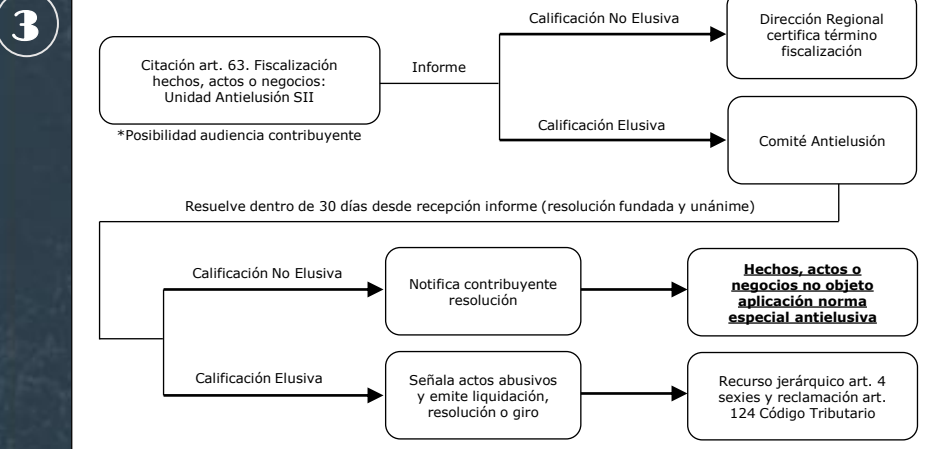 3
Citación art. 63. Fiscalización
hechos, actos o negocios:
Unidad Antielusión SII
*Posibilidad audiencia contribuyente
Informe
Calificación No Elusiva
Dirección Regional
certifica término
fiscalización
Calificación Elusiva
Comité Antielusión
Resuelve dentro de 30 días desde recepción informe (resolución fundada y unánime)
Calificación No Elusiva
Notifica contribuyente
resolución
Hechos, actos o
negocios no objeto
aplicación norma
especial antielusiva
Calificación Elusiva
Señala actos abusivos
y emite liquidación,
resolución o giro
Recurso jerárquico art. 4
sexies y reclamación art.
124 Código Tributario